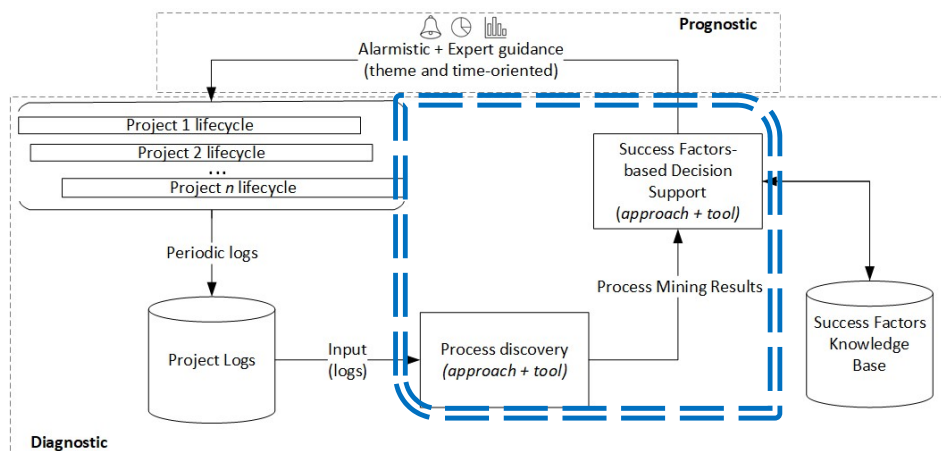 Prognostic
Alarmistic + Expert guidance
(theme and time-oriented)
Project 1 lifecycle
Project 2 lifecycle
...
Project n lifecycle
Success Factors-
based Decision
Support
(approach + tool)
Periodic logs
Process Mining Results
Project Logs
Input
(logs)
Process discovery
(approach + tool)
Success Factors
Knowledge
Base
Diagnostic